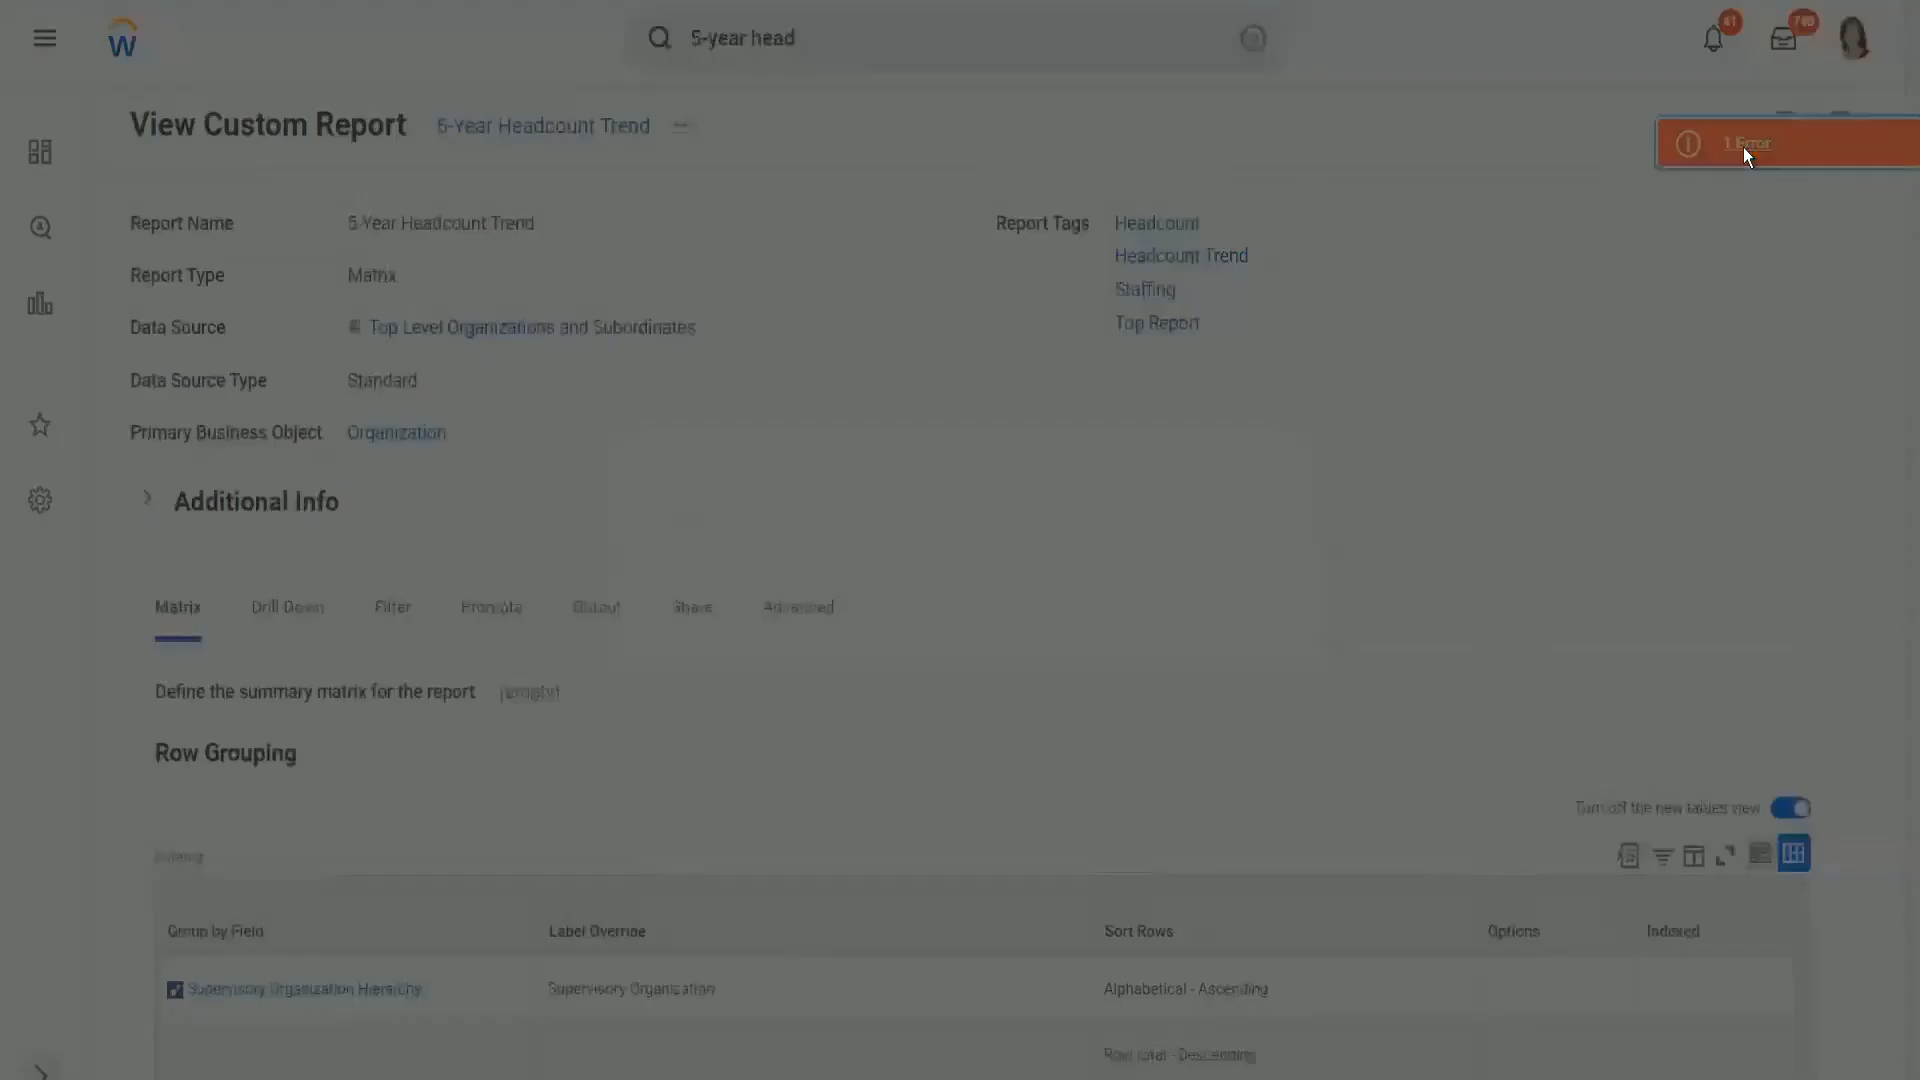 W
5-year head
41
780
View Custom Report
5-Year Headcount Trend
1 Error
Report Name
5-Year Headcount Trend
Report Tags
Headcount
Headcount Trend
Staffing
Top Report
Report Type
Matrix
Data Source
Top Level Organizations and Subordinates
Data Source Type
Standard
Primary Business Object
Organization
Additional Info
Matrix
Drill Down
Filter
Prompts
Output
Share
Advanced
Define the summary matrix for the report
Row Grouping
Turn off the new tables view
Group by Field
Label Override
Sort Rows
Options
Indexed
Supervisory Organization Hierarchy
Supervisory Organization
Alphabetical - Ascending
Row total - Descending